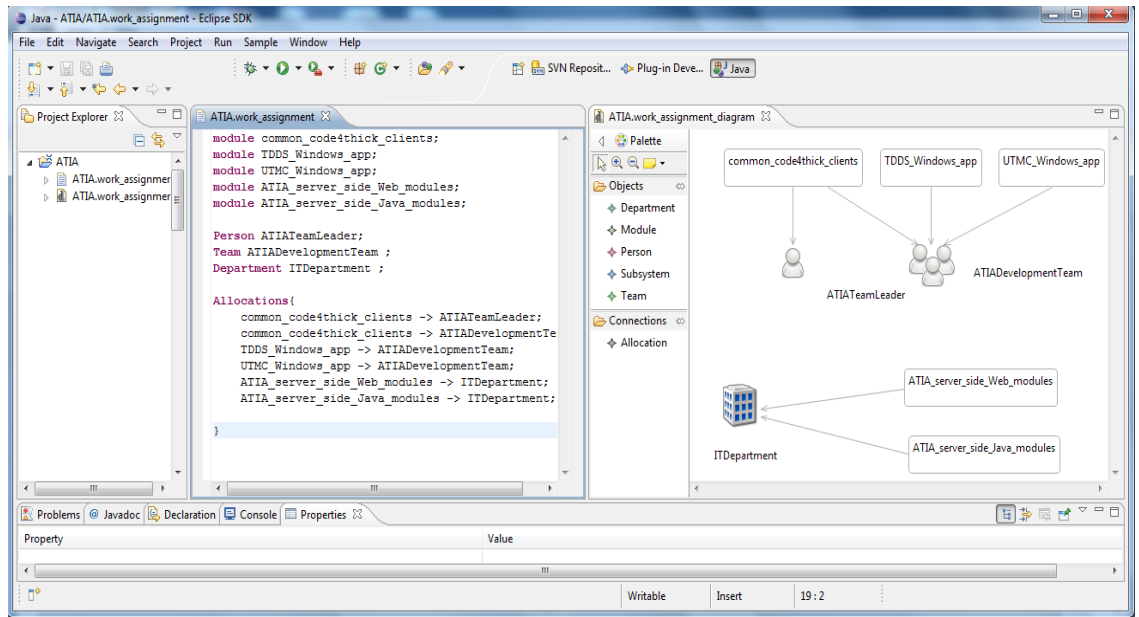 Java - ATIA/ATIA.work_assignment - Eclipse SDK
File Edit Navigate Search Project Run Sample Window Help
SVN Reposit... Plug-in Deve... Java
Project Explorer
ATIA
ATIA.work_assignmer
ATIA.work_assignmer
ATIA.work_assignment
module common_code4thick_clients;
module TDDS_Windows_app;
module UTMC_Windows_app;
module ATIA_server_side_Web_modules;
module ATIA_server_side_Java_modules;
Person ATIATeamLeader;
Team ATIADevelopmentTeam ;
Department ITDepartment ;
Allocations{
common_code4thick_clients -> ATIATeamLeader;
common_code4thick_clients -> ATIADevelopmentTe
TDDS_Windows_app -> ATIADevelopmentTeam;
UTMC_Windows_app -> ATIADevelopmentTeam;
ATIA_server_side_Web_modules -> ITDepartment;
ATIA_server_side_Java_modules -> ITDepartment;
}
ATIA.work_assignment_diagram
Palette
Objects
Department
Module
Person
Subsystem
Team
Connections
Allocation
common_code4thick_clients TDDS_Windows_app UTMC_Windows_app
ATIADevelopmentTeam
ATIATeamLeader
ATIA_server_side_Web_modules
ATIA_server_side_Java_modules
ITDepartment
Problems @ Javadoc Declaration Console Properties
Property Value
Writable Insert 19 : 2